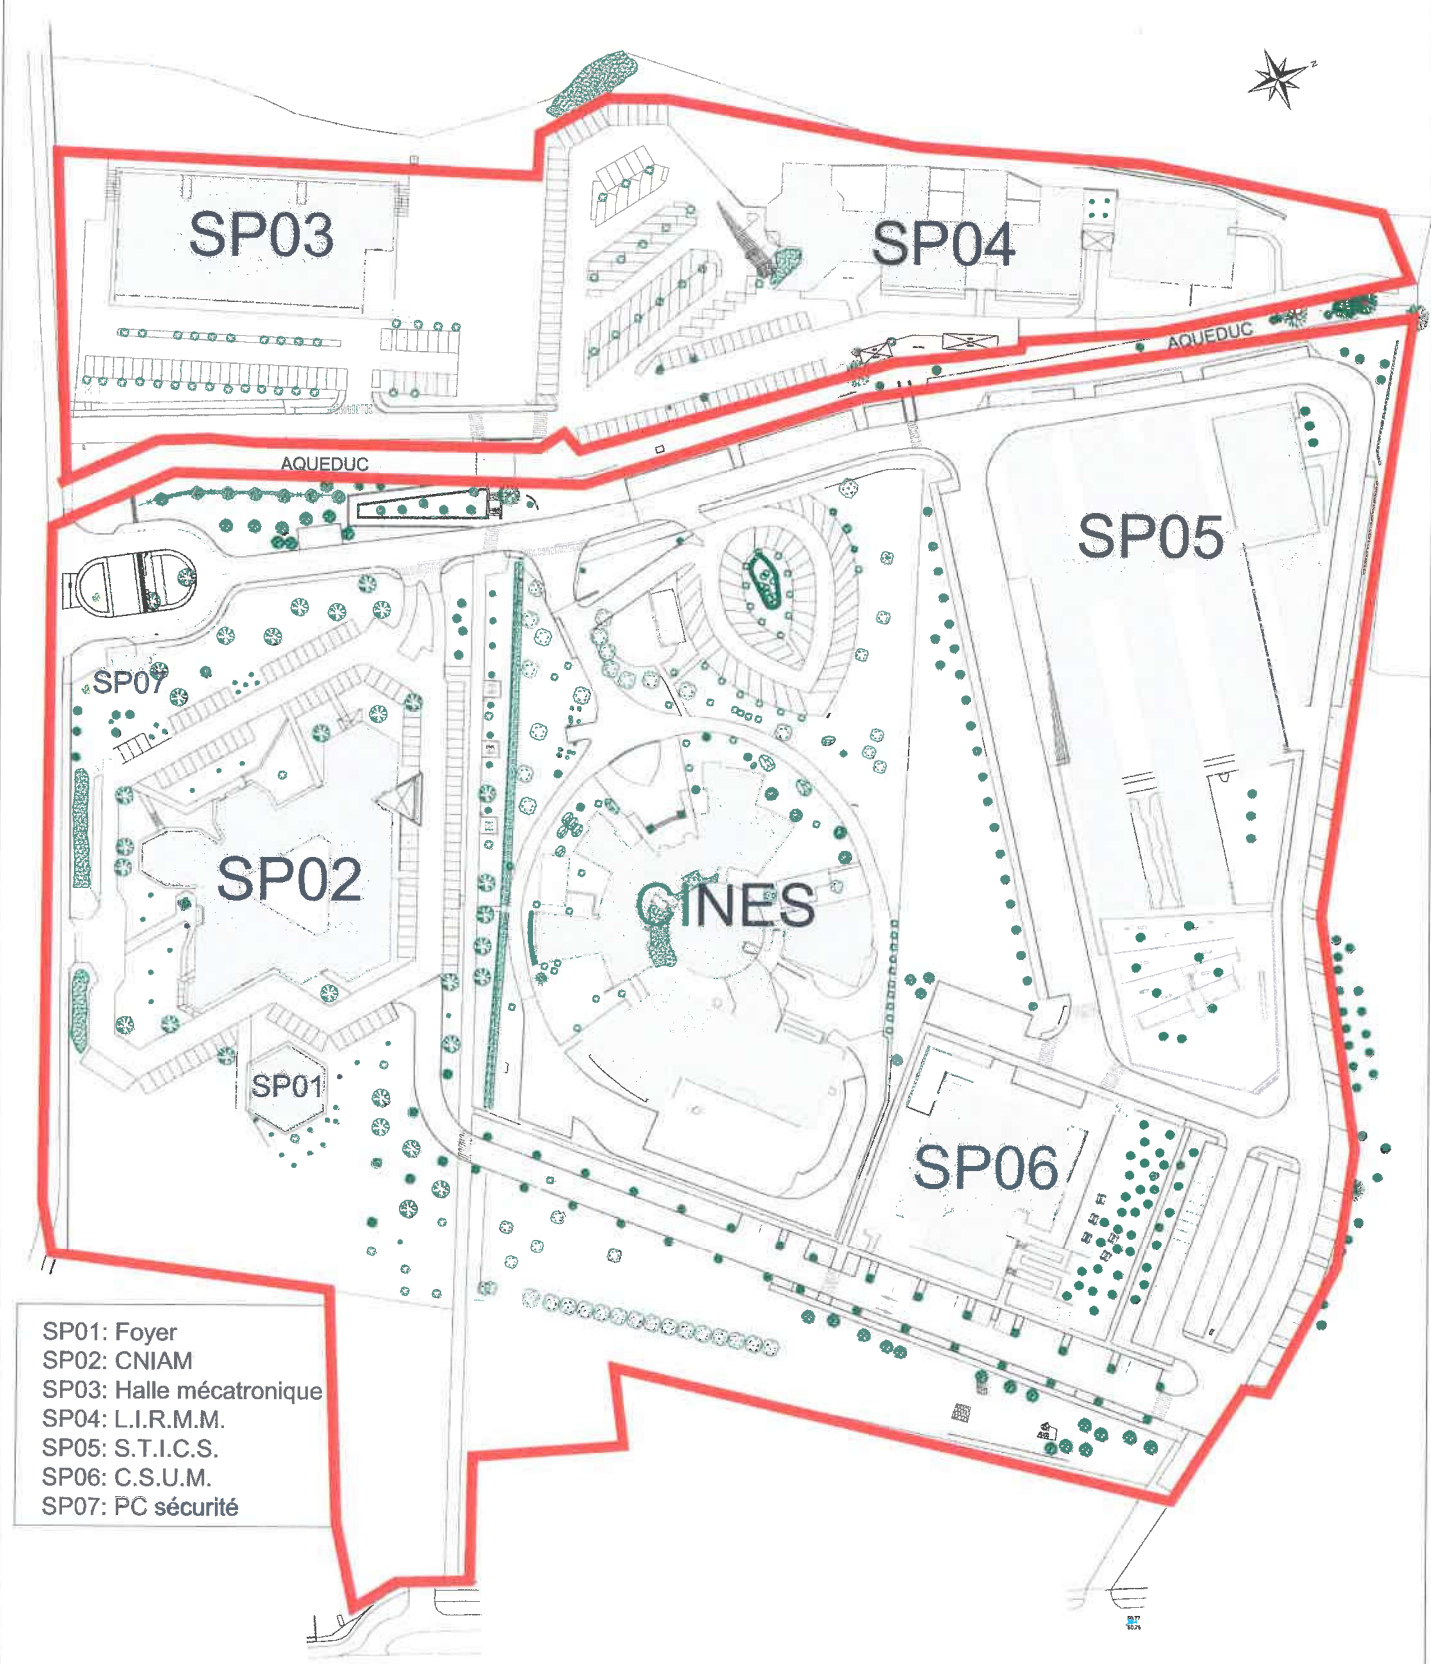 N
SP03
SP04
AQUEDUC
AQUEDUC
SP05
SP07
SP02
CINES
SP01
SP06
SP01: Foyer
SP02: CNIAM
SP03: Halle mécatronique
SP04: L.I.R.M.M.
SP05: S.T.I.C.S.
SP06: C.S.U.M.
SP07: PC sécurité